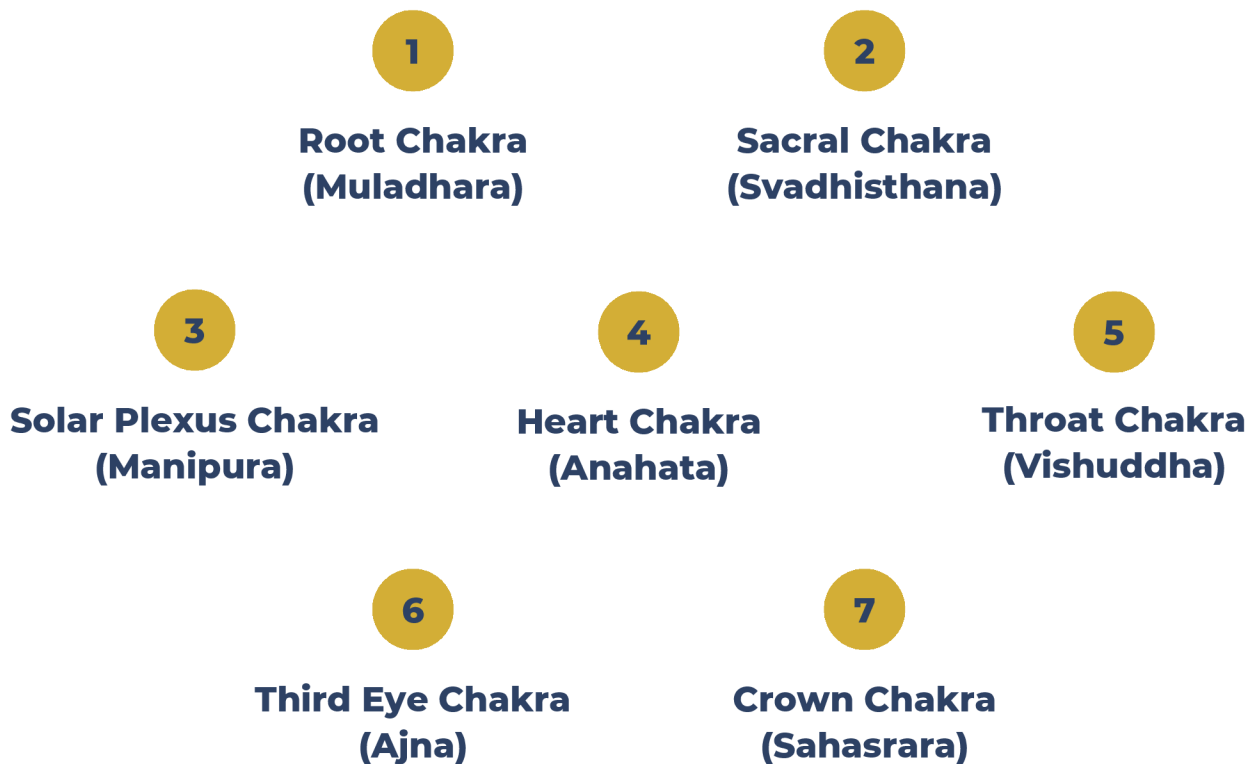 1
Root Chakra
(Muladhara)
2
Sacral Chakra
(Svadhisthana)
3
Solar Plexus Chakra
(Manipura)
4
Heart Chakra
(Anahata)
5
Throat Chakra
(Vishuddha)
6
Third Eye Chakra
(Ajna)
7
Crown Chakra
(Sahasrara)